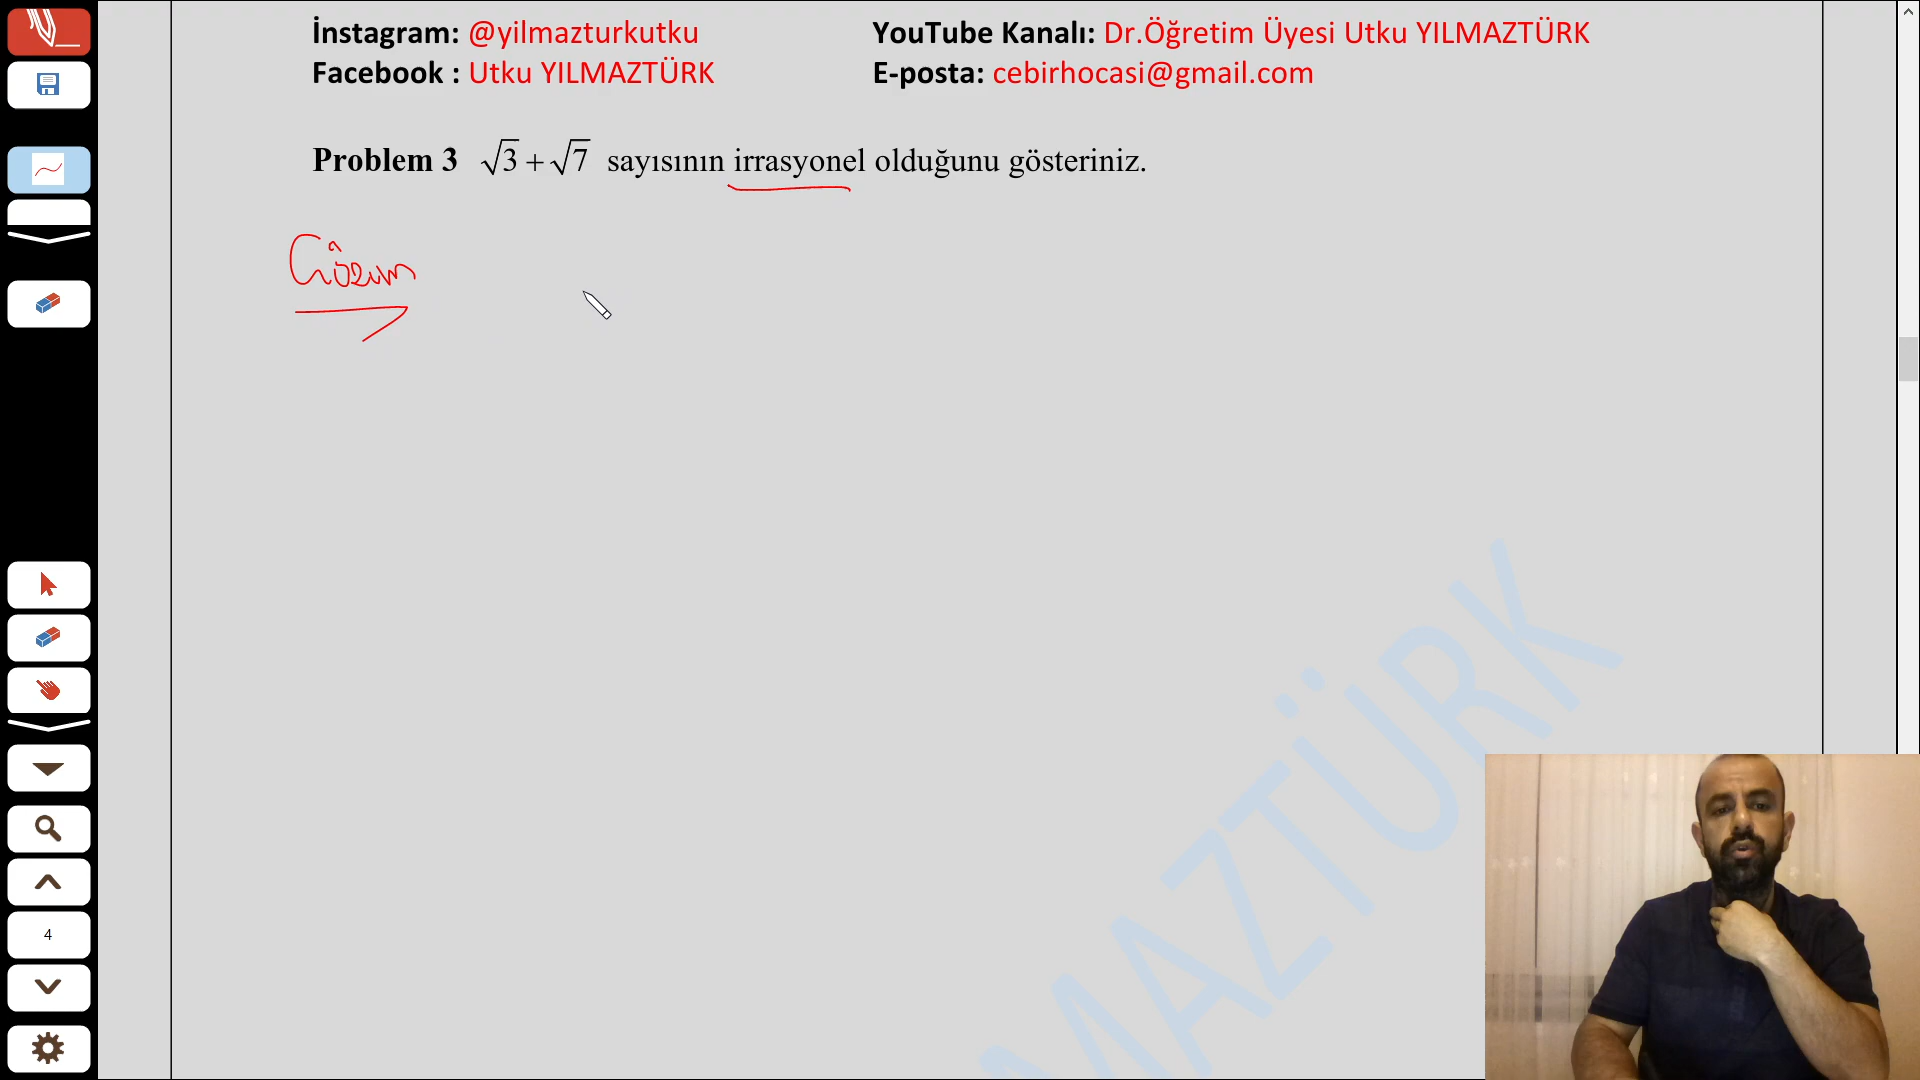 İnstagram: @yilmazturkutku YouTube Kanalı: Dr.Öğretim Üyesi Utku YILMAZTÜRK
Facebook : Utku YILMAZTÜRK E-posta: cebirhocasi@gmail.com
Problem 3 √3 + √7 sayısının irrasyonel olduğunu gösteriniz.
Çözüm
MAZTÜRK
4